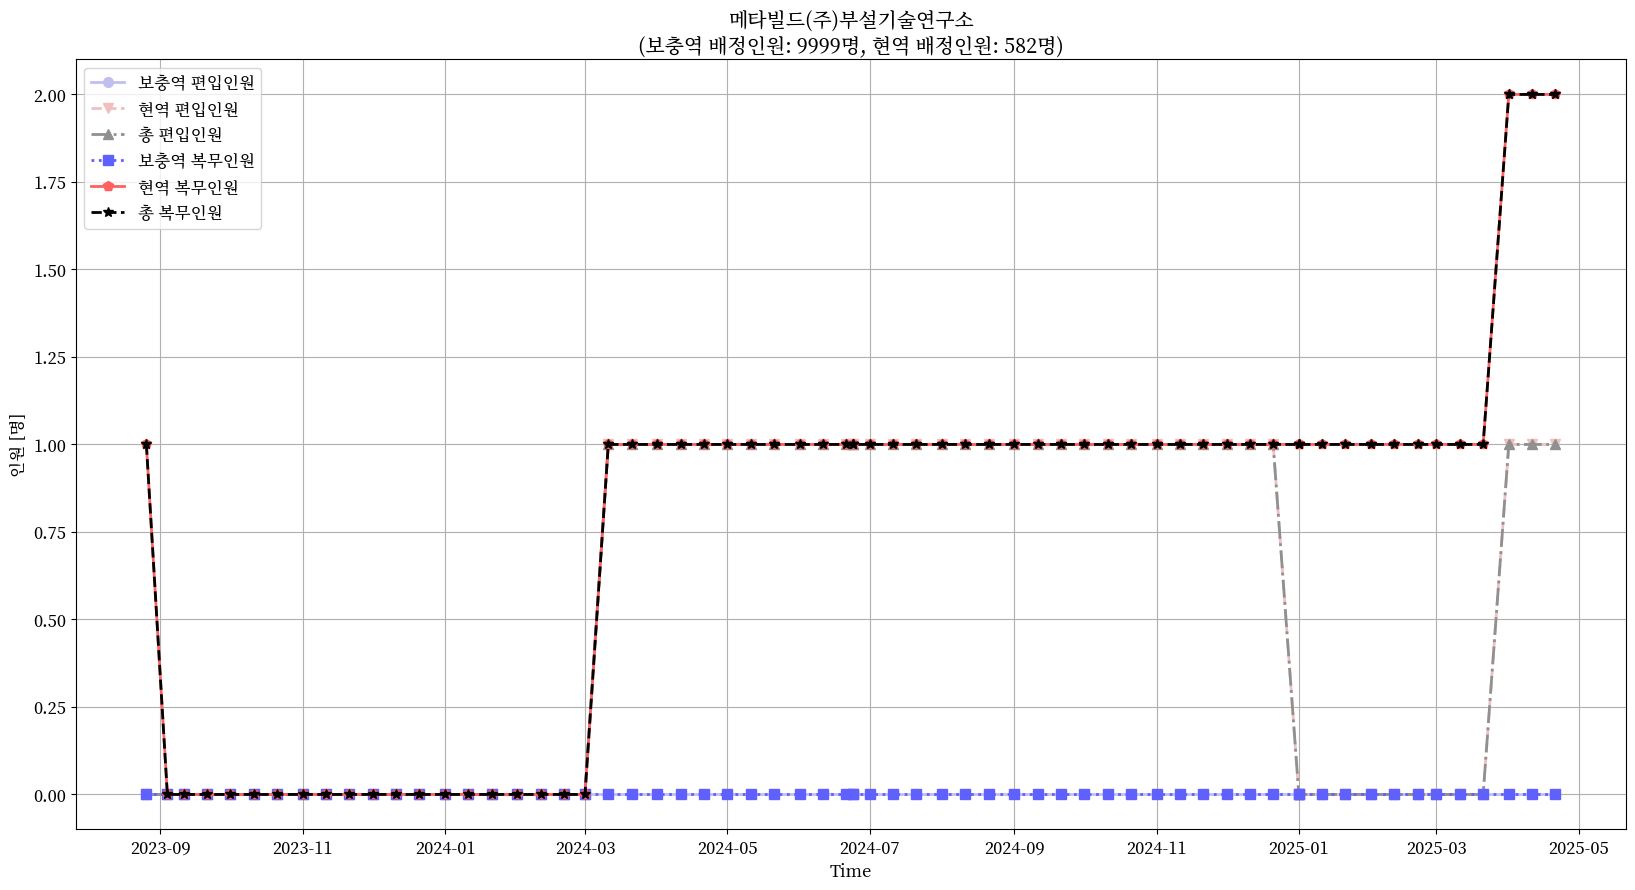 메타빌드(주)부설기술연구소
(보충역 배정인원: 9999명, 현역 배정인원: 582명)
보충역 편입인원
현역 편입인원
총 편입인원
보충역 복무인원
현역 복무인원
총 복무인원
2.00
1.75
1.50
1.25
1.00
0.75
0.50
0.25
0.00
인원 [명]
2023-09 2023-11 2024-01 2024-03 2024-05 2024-07 2024-09 2024-11 2025-01 2025-03 2025-05
Time